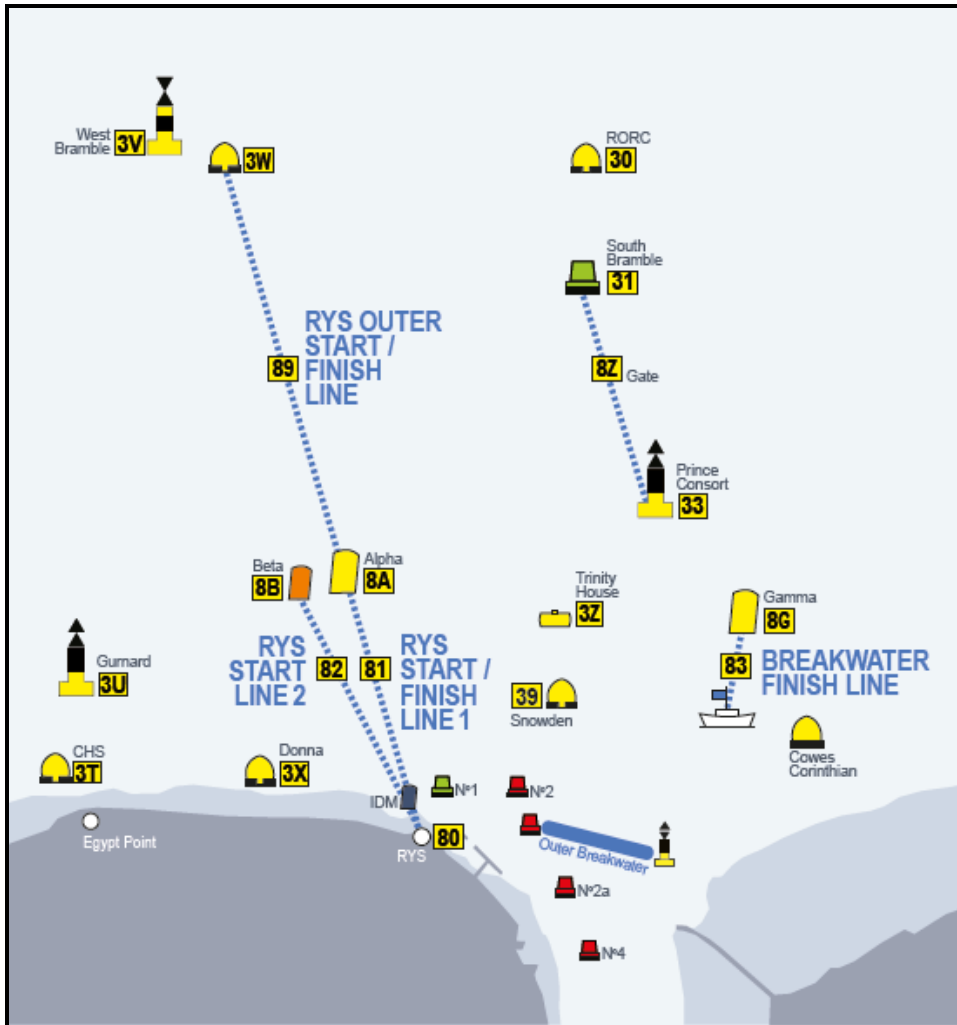 West
Bramble
3V
3W
RORC
30
South
Bramble
31
RYS OUTER
START /
FINISH
LINE
89
8Z
Gate
Prince
Consort
33
Beta
8B
Alpha
8A
Trinity
House
3Z
Gamma
8G
RYS
START
LINE 2
82
81
RYS
START /
FINISH
LINE 1
83
BREAKWATER
FINISH LINE
Gurnard
3U
39
Snowden
Cowes
Corinthian
CHS
3T
Donna
3X
IDM
Nº1
Nº2
Egypt Point
RYS
80
Outer Breakwater
Nº2a
Nº4